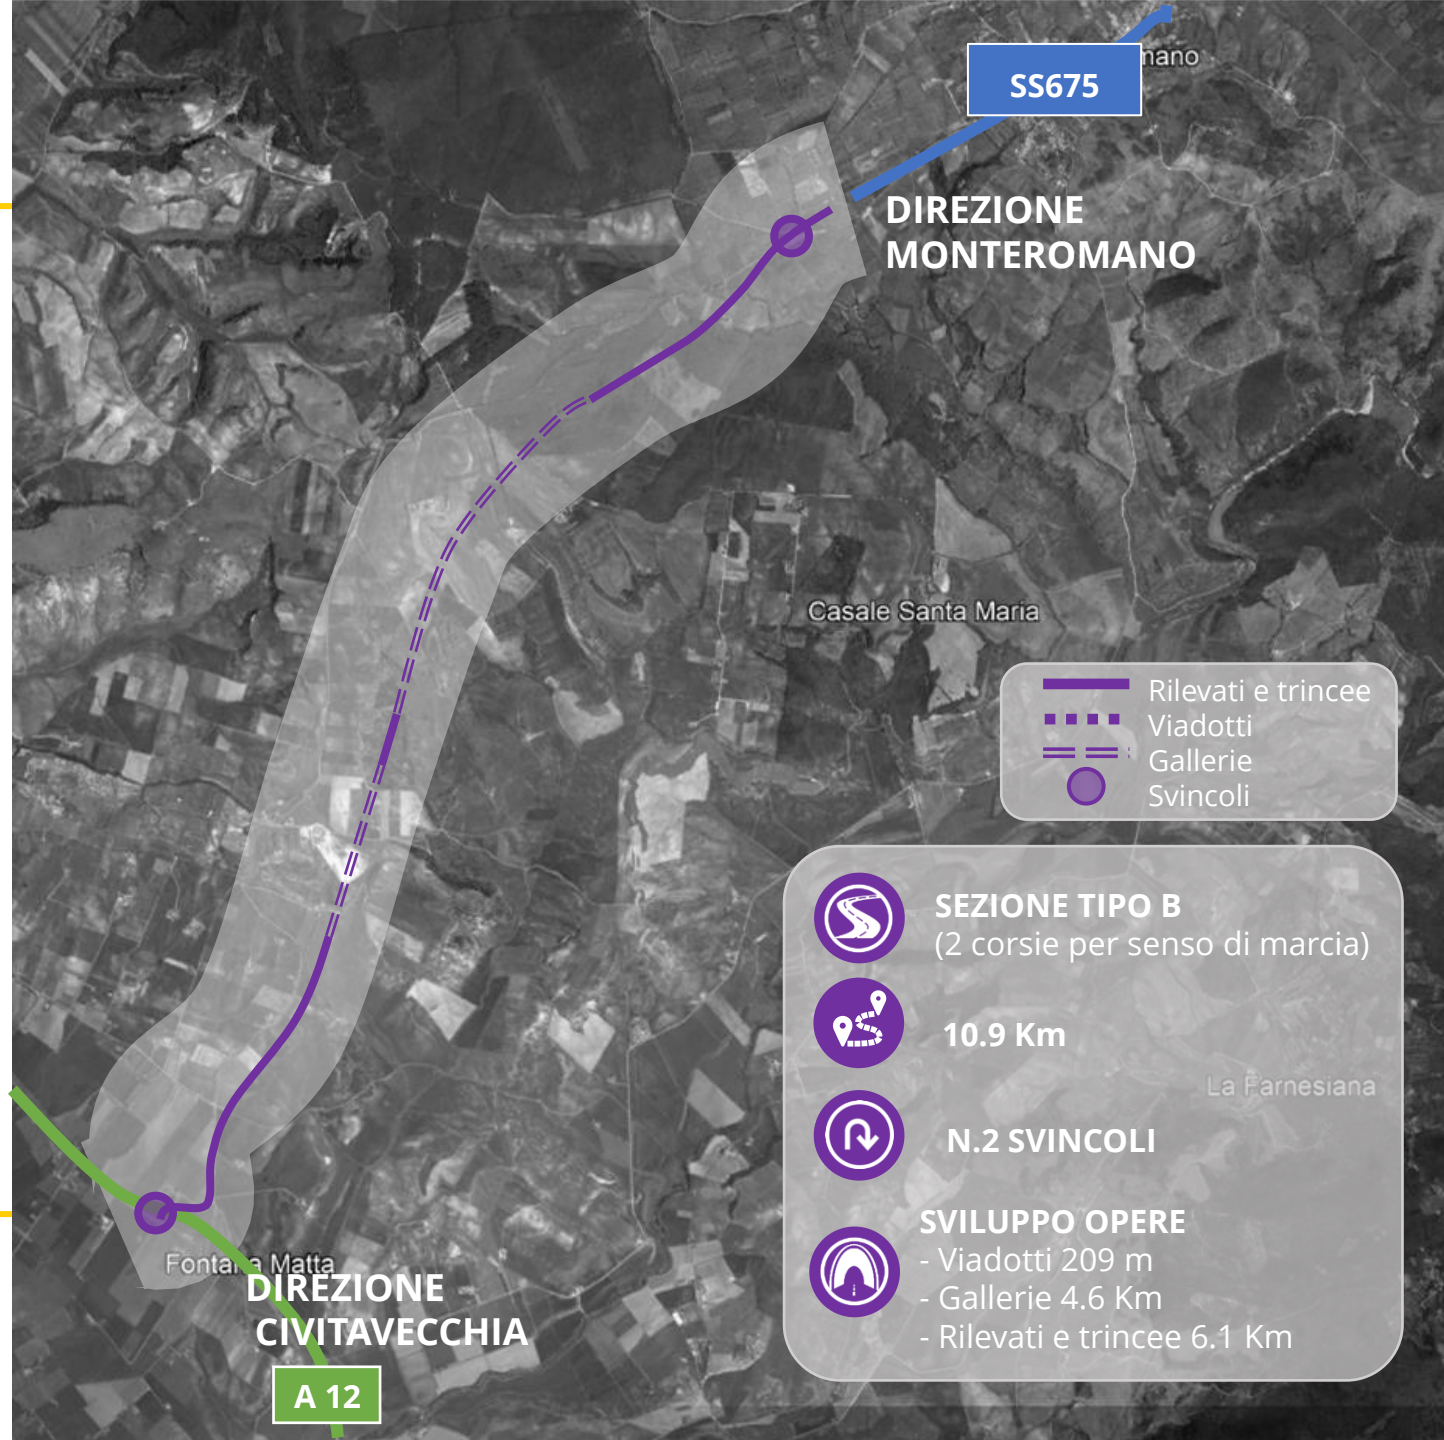 SS675
DIREZIONE
MONTEROMANO
Casale Santa Maria
Rilevati e trincee
Viadotti
Gallerie
Svincoli
SEZIONE TIPO B
(2 corsie per senso di marcia)
10.9 Km
La Farnesiana
N.2 SVINCOLI
SVILUPPO OPERE
- Viadotti 209 m
- Gallerie 4.6 Km
- Rilevati e trincee 6.1 Km
Fontana Matta
DIREZIONE
CIVITAVECCHIA
A 12